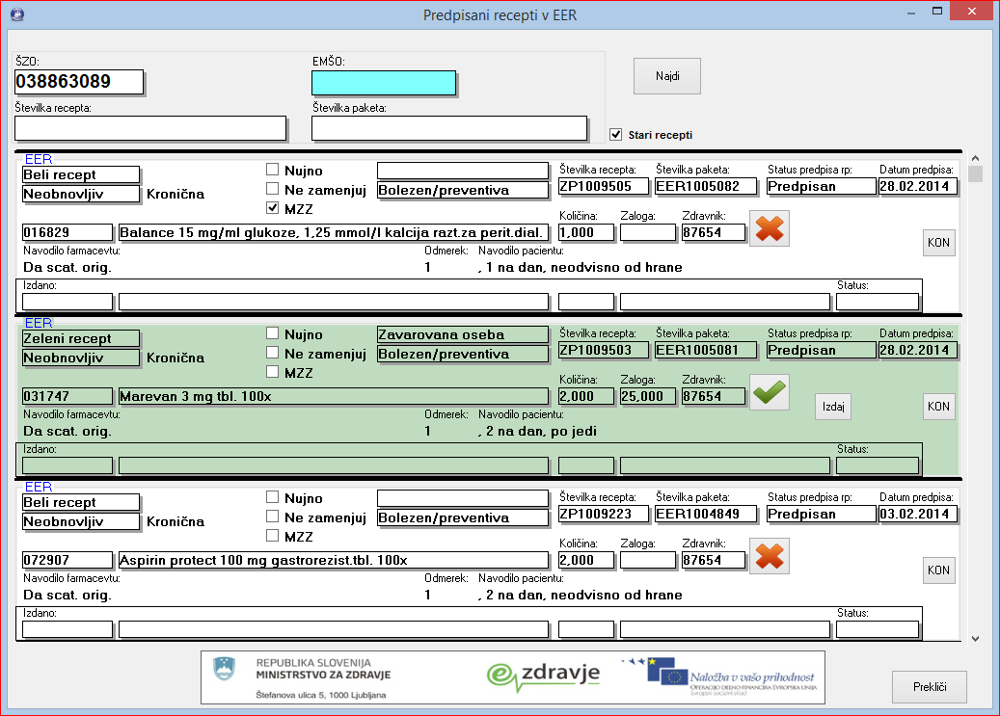 Predpisani recepti v EER
ŠZO: EMŠO:
038863089 Najdi
Številka recepta: Številka paketa:
Stari recepti
EER
Beli recept Nujno Številka recepta: Številka paketa: Status predpisa rp: Datum predpisa:
Neobnovljiv Kronična Ne zamenjuj Bolezen/preventiva ZP1009505 EER1005082 Predpisan 28.02.2014
MZZ
Količina: Zaloga: Zdravnik:
016829 Balance 15 mg/ml glukoze, 1,25 mmol/l kalcija razt.za perit.dial. 1,000 87654
KON
Navodilo farmacevtu: Odmerek: Navodilo pacientu:
Da scat. orig. 1 , 1 na dan, neodvisno od hrane
Izdano: Status:
EER
Zeleni recept Nujno Zavarovana oseba Številka recepta: Številka paketa: Status predpisa rp: Datum predpisa:
Neobnovljiv Kronična Ne zamenjuj Bolezen/preventiva ZP1009503 EER1005081 Predpisan 28.02.2014
MZZ
Količina: Zaloga: Zdravnik:
031747 Marevan 3 mg tbl. 100x 2,000 25,000 87654
Izdaj KON
Navodilo farmacevtu: Odmerek: Navodilo pacientu:
Da scat. orig. 1 , 2 na dan, po jedi
Izdano: Status:
EER
Beli recept Nujno Številka recepta: Številka paketa: Status predpisa rp: Datum predpisa:
Neobnovljiv Kronična Ne zamenjuj Bolezen/preventiva ZP1009223 EER1004849 Predpisan 03.02.2014
MZZ
Količina: Zaloga: Zdravnik:
072907 Aspirin protect 100 mg gastrorezist.tbl. 100x 2,000 87654
KON
Navodilo farmacevtu: Odmerek: Navodilo pacientu:
Da scat. orig. 1 , 2 na dan, neodvisno od hrane
Izdano: Status:
REPUBLIKA SLOVENIJA
MINISTRSTVO ZA ZDRAVJE
Štefanova ulica 5, 1000 Ljubljana
e zdravje
Naložba v vašo prihodnost
OPERACIJO DELNO FINANCIRA EVROPSKA UNIJA
Evropski socialni sklad
Prekliči